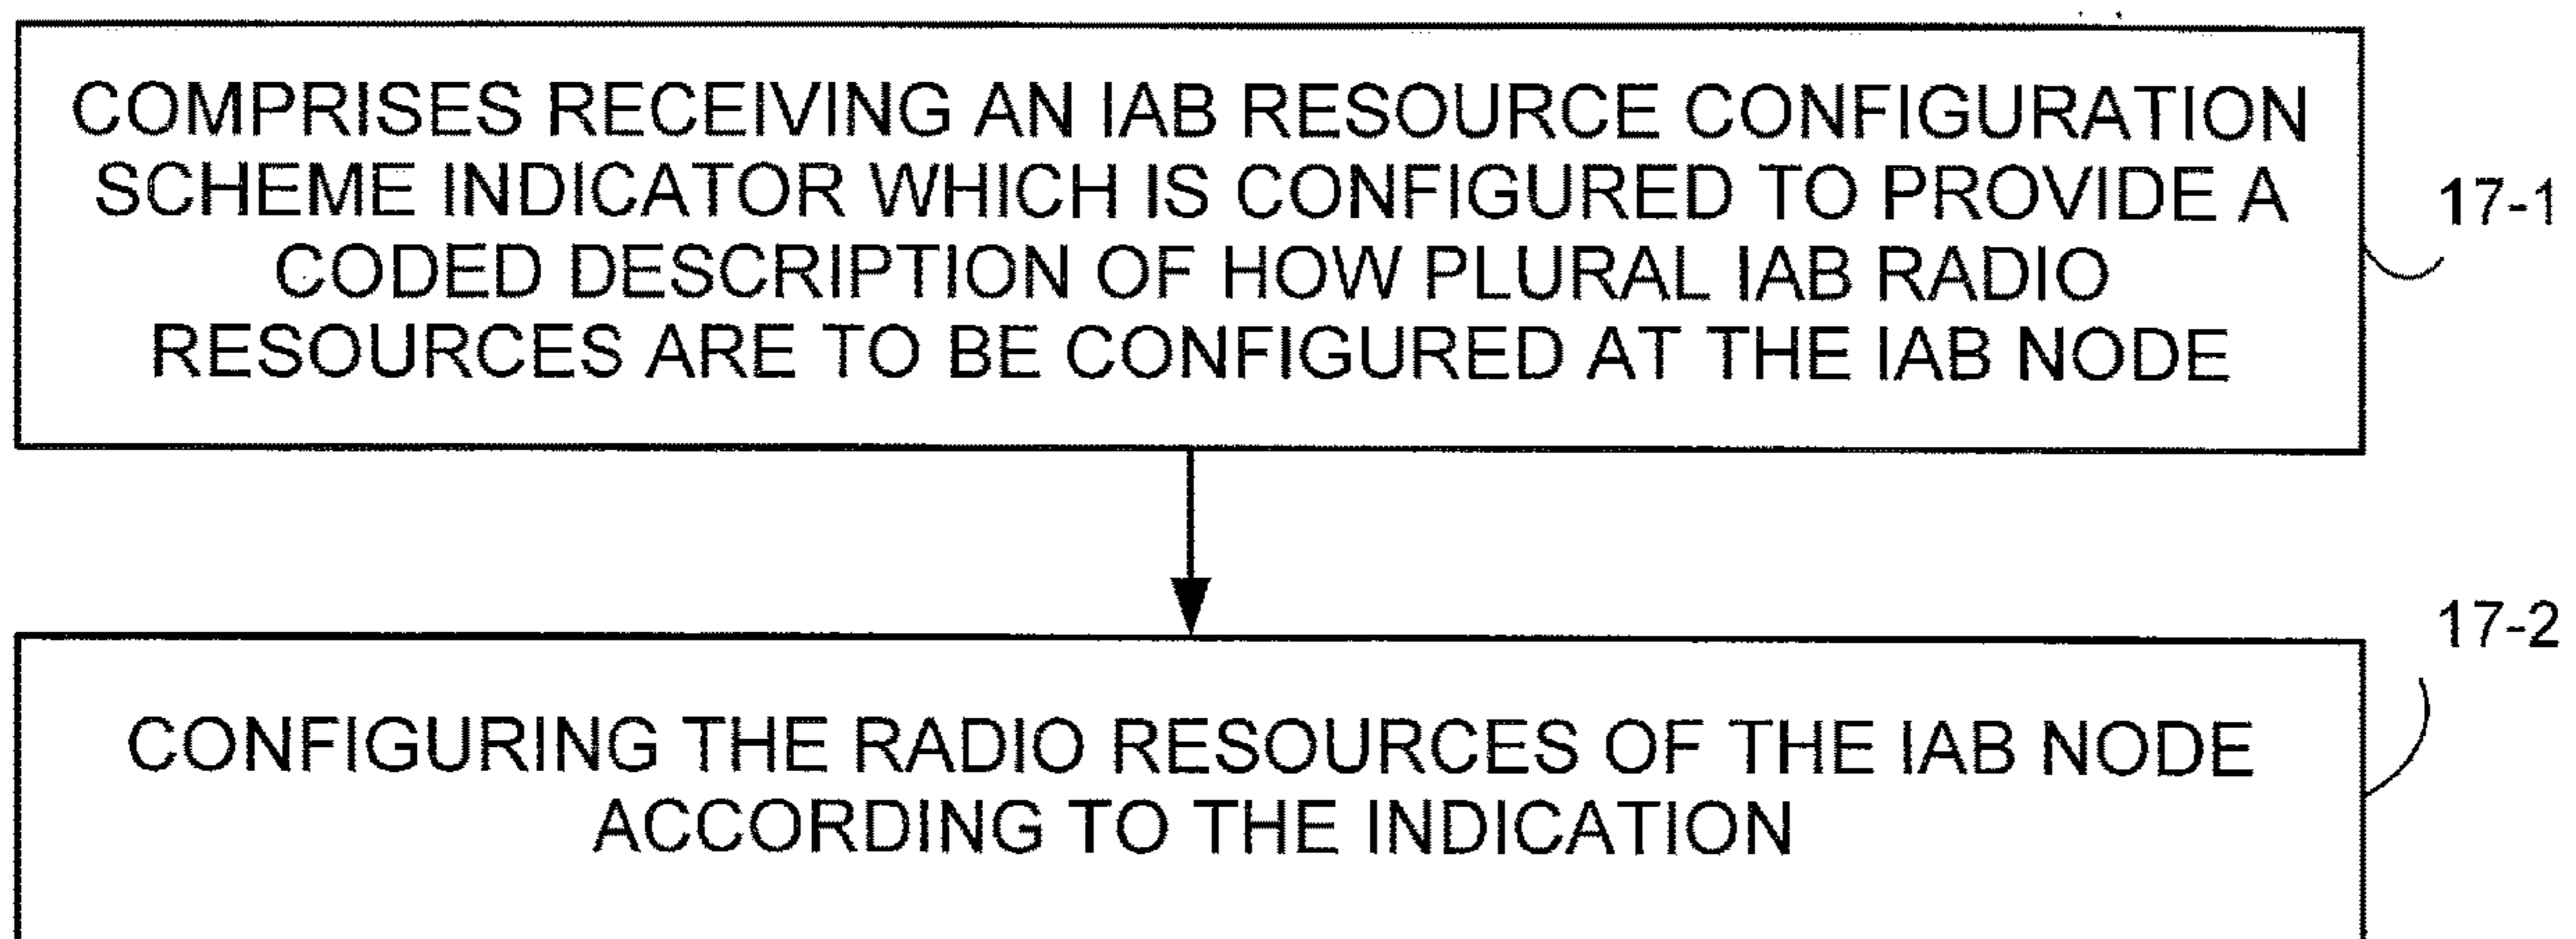 COMPRISES RECEIVING AN IAB RESOURCE CONFIGURATION
SCHEME INDICATOR WHICH IS CONFIGURED TO PROVIDE A
CODED DESCRIPTION OF HOW PLURAL IAB RADIO
RESOURCES ARE TO BE CONFIGURED AT THE IAB NODE
17-1
17-2
CONFIGURING THE RADIO RESOURCES OF THE IAB NODE
ACCORDING TO THE INDICATION